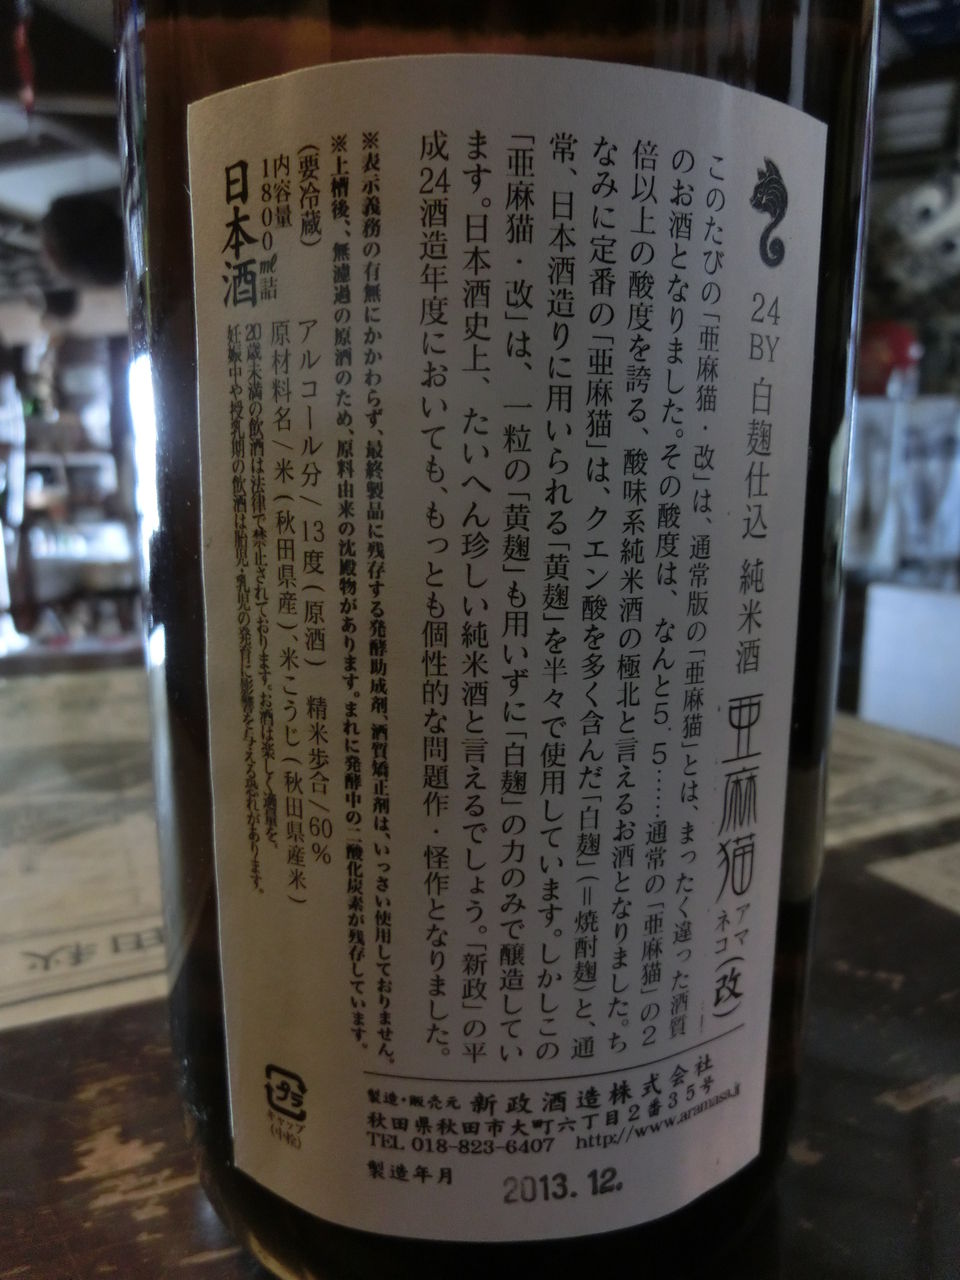 24BY 白麹仕込 純米酒 亜麻猫(改)
アマ
ネコ
このたびの「亜麻猫・改」は、通常版の「亜麻猫」とは、まったく違った酒質
のお酒となりました。その酸度は、なんと5.5……通常の「亜麻猫」の2
倍以上の酸度を誇る、酸味系純米酒の極北と言えるお酒となりました。ち
なみに定番の「亜麻猫」は、クエン酸を多く含んだ「白麹」(=焼酎麹)と、通
常、日本酒造りに用いられる「黄麹」を半々で使用しています。しかしこの
「亜麻猫・改」は、一粒の「黄麹」も用いずに「白麹」の力のみで醸造してい
ます。日本酒史上、たいへん珍しい純米酒と言えるでしょう。「新政」の平
成24酒造年度においても、もっとも個性的な問題作・怪作となりました。
※表示義務の有無にかかわらず、最終製品に残存する発酵助成剤、酒質矯正剤は、いっさい使用しておりません。
※上槽後、、無濾過の原酒のため、原料由来の沈殿物があります。まれに発酵中の二酸化炭素が残存しています。
(要冷蔵) アルコール分/13度(原酒) 精米歩合/60%
内容量 1800ml詰 原材料名/米(秋田県産)、米こうじ(秋田県産米)
日本酒
20歳未満の飲酒は法律で禁止されております。お酒は楽しく適量を。
妊娠中や授乳期の飲酒は胎児・乳児の発育に影響を与える恐れがあります。
プラ
キャップ
(中栓)
製造・販売元 新政酒造株式会社
秋田県秋田市大町六丁目2番35号
TEL 018-823-6407 http://www.aramasa.jp
製造年月 2013.12.
秋田